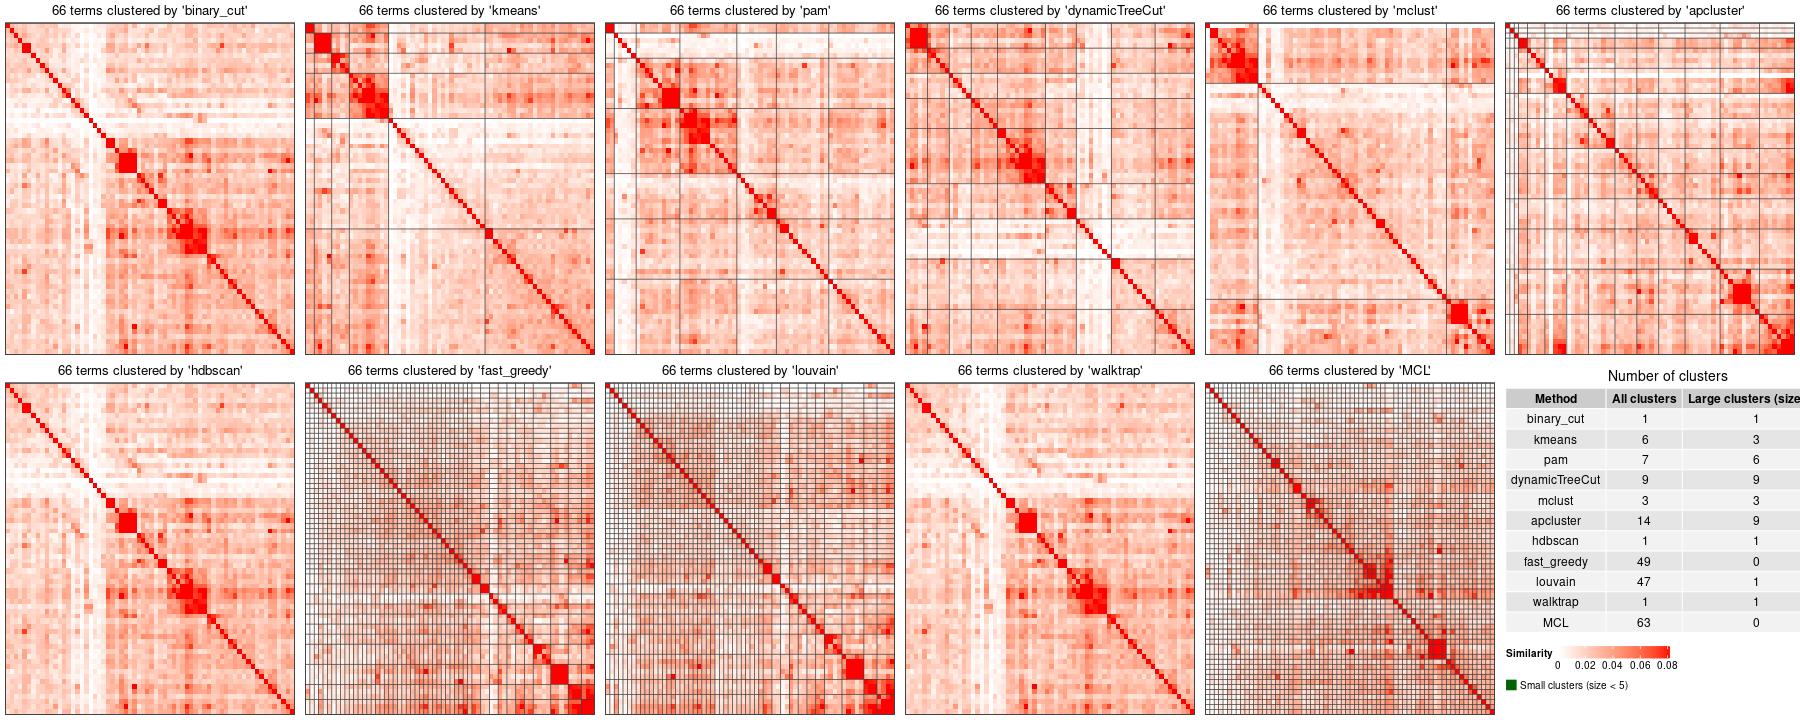 66 terms clustered by 'binary_cut'
66 terms clustered by 'kmeans'
66 terms clustered by 'pam'
66 terms clustered by 'dynamicTreeCut'
66 terms clustered by 'mclust'
66 terms clustered by 'apcluster'
66 terms clustered by 'hdbscan'
66 terms clustered by 'fast_greedy'
66 terms clustered by 'louvain'
66 terms clustered by 'walktrap'
66 terms clustered by 'MCL'
Number of clusters
Method All clusters Large clusters (size
binary_cut 1 1
kmeans 6 3
pam 7 6
dynamicTreeCut 9 9
mclust 3 3
apcluster 14 9
hdbscan 1 1
fast_greedy 49 0
louvain 47 1
walktrap 1 1
MCL 63 0
Similarity
0 0.02 0.04 0.06 0.08
Small clusters (size < 5)